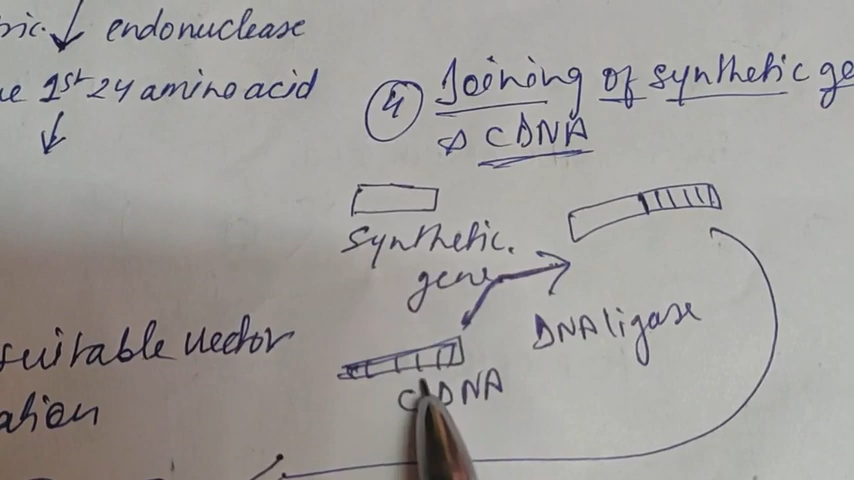 ric. ↓ endonuclease
1st 24 amino acid
④ Joining of synthetic ge
& CDNA
Synthetic.
gene
DNA ligase
CDNA
suitable vector
ation